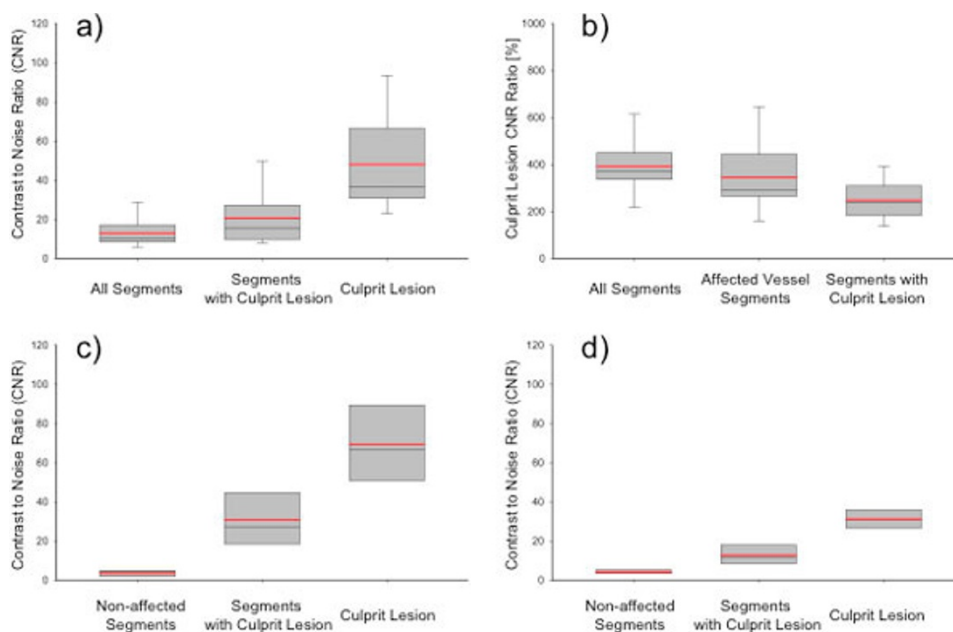 a)
Contrast to Noise Ratio (CNR)
120
100
80
60
40
20
0
All Segments
Segments
with Culprit Lesion
Culprit Lesion
b)
Culprit Lesion CNR Ratio [%]
1000
800
600
400
200
0
All Segments
Affected Vessel
Segments
Segments with
Culprit Lesion
c)
Contrast to Noise Ratio (CNR)
120
100
80
60
40
20
0
Non-affected
Segments
Segments
with Culprit Lesion
Culprit Lesion
d)
Contrast to Noise Ratio (CNR)
120
100
80
60
40
20
0
Non-affected
Segments
Segments
with Culprit Lesion
Culprit Lesion